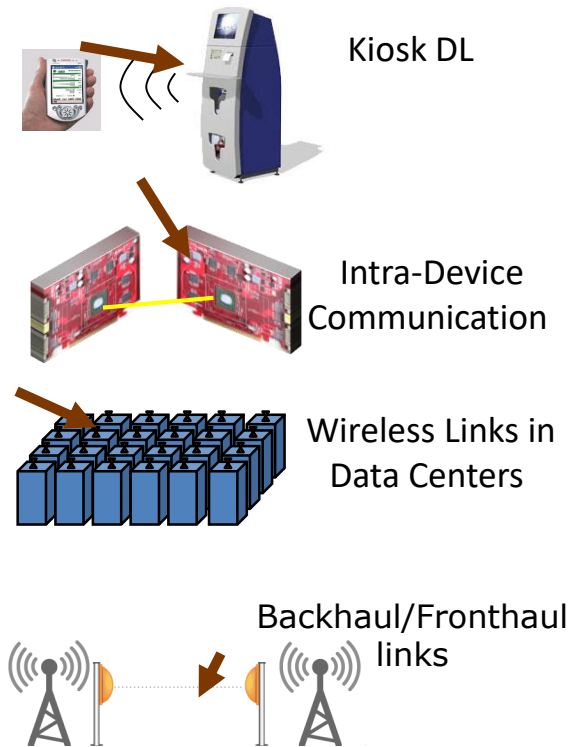 Kiosk DL
Intra-Device
Communication
Wireless Links in
Data Centers
Backhaul/Fronthaul
links